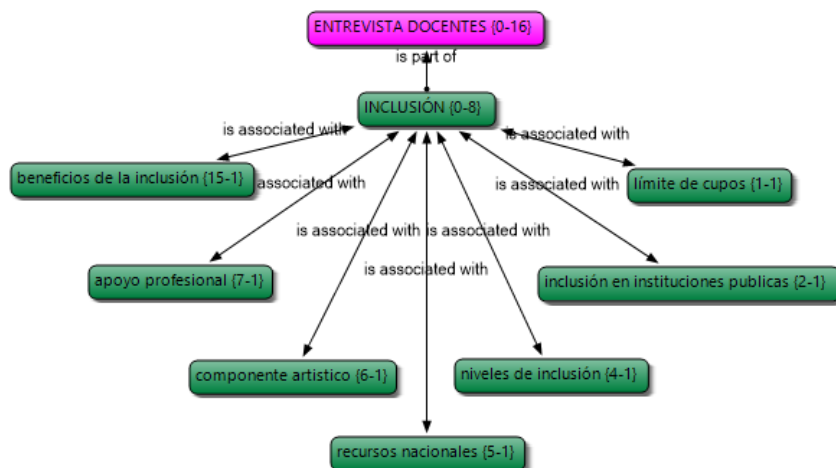 ENTREVISTA DOCENTES {0-16}
is part of
INCLUSIÓN {0-8}
is associated with
is associated with
beneficios de la inclusión {15-1}
associated with
is associated with
límite de cupos {1-1}
is associated with
is associated with
is associated with
apoyo profesional {7-1}
inclusión en instituciones publicas {2-1}
componente artistico {6-1}
niveles de inclusión {4-1}
recursos nacionales {5-1}